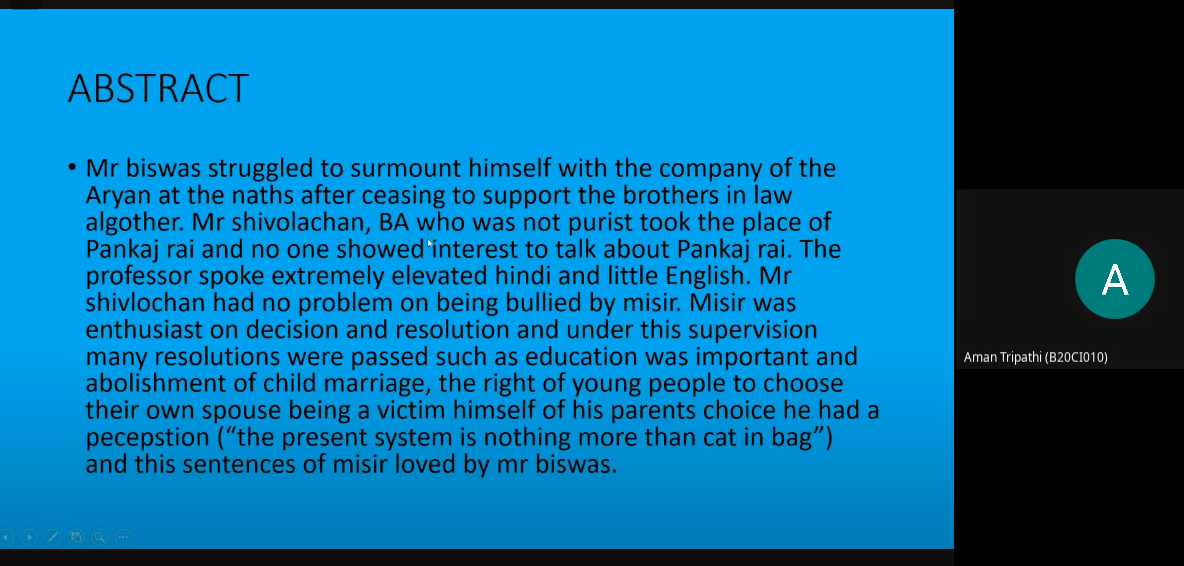 ABSTRACT
• Mr biswas struggled to surmount himself with the company of the
Aryan at the naths after ceasing to support the brothers in law
algother. Mr shivolachan, BA who was not purist took the place of
Pankaj rai and no one showed interest to talk about Pankaj rai. The
professor spoke extremely elevated hindi and little English. Mr
shivlochan had no problem on being bullied by misir. Misir was
enthusiast on decision and resolution and under this supervision
many resolutions were passed such as education was important and
abolishment of child marriage, the right of young people to choose
their own spouse being a victim himself of his parents choice he had a
pecepstion (“the present system is nothing more than cat in bag”)
and this sentences of misir loved by mr biswas.
A
Aman Tripathi (B20CI010)